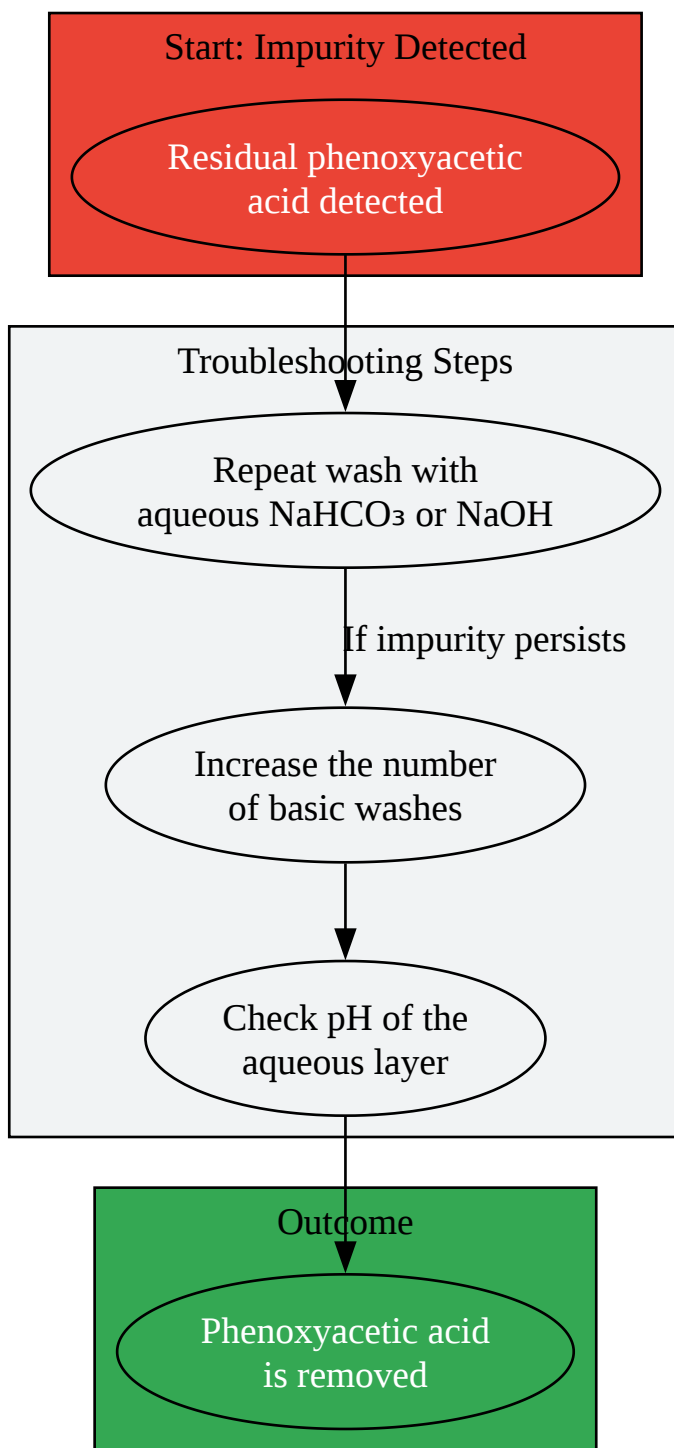 Start: Impurity Detected
Residual phenoxyacetic
acid detected
Troubleshooting Steps
Repeat wash with
aqueous NaHCO₃ or NaOH
If impurity persists
Increase the number
of basic washes
Check pH of the
aqueous layer
Outcome
Phenoxyacetic acid
is removed